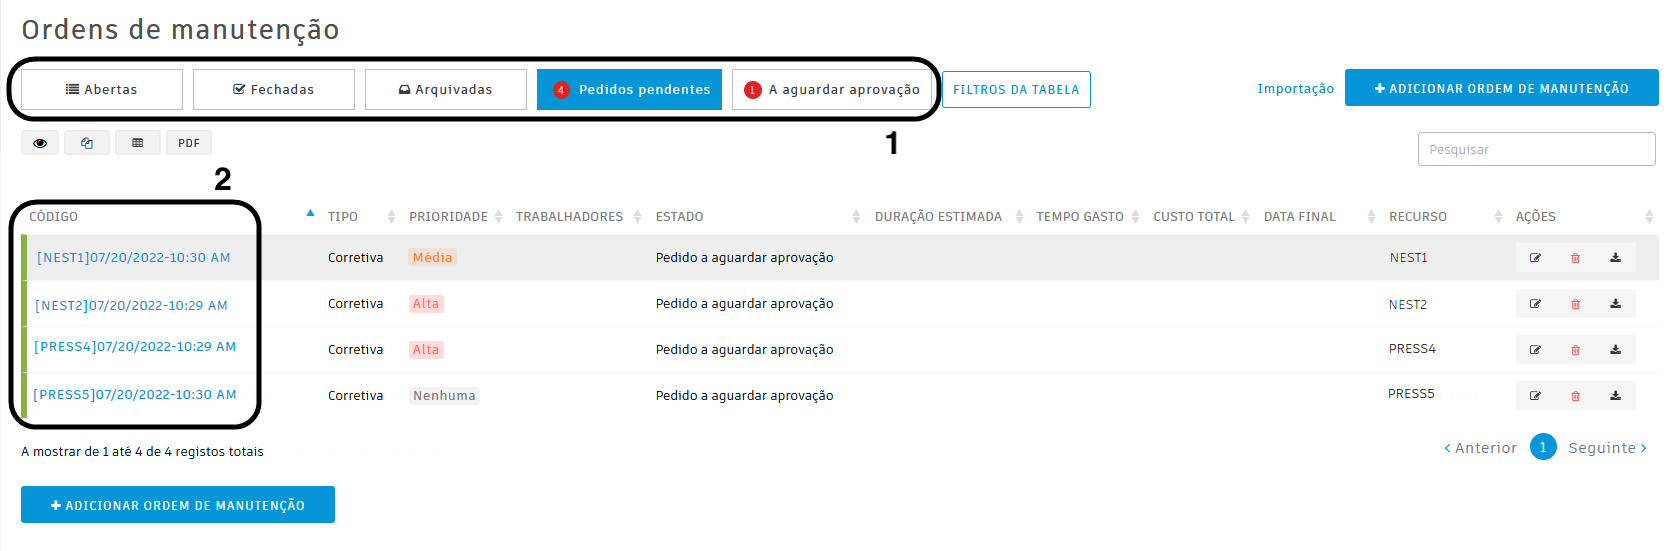 Ordens de manutenção
Abertas Fechadas Arquivadas 4 Pedidos pendentes 1 A aguardar aprovação FILTROS DA TABELA Importação + ADICIONAR ORDEM DE MANUTENÇÃO
1
PDF Pesquisar
2
CÓDIGO TIPO PRIORIDADE TRABALHADORES ESTADO DURAÇÃO ESTIMADA TEMPO GASTO CUSTO TOTAL DATA FINAL RECURSO AÇÕES
[NEST1]07/20/2022-10:30 AM Corretiva Média Pedido a aguardar aprovação NEST1
[NEST2]07/20/2022-10:29 AM Corretiva Alta Pedido a aguardar aprovação NEST2
[PRESS4]07/20/2022-10:29 AM Corretiva Alta Pedido a aguardar aprovação PRESS4
[PRESS5]07/20/2022-10:30 AM Corretiva Nenhuma Pedido a aguardar aprovação PRESS5
A mostrar de 1 até 4 de 4 registos totais ‹ Anterior 1 Seguinte ›
+ ADICIONAR ORDEM DE MANUTENÇÃO